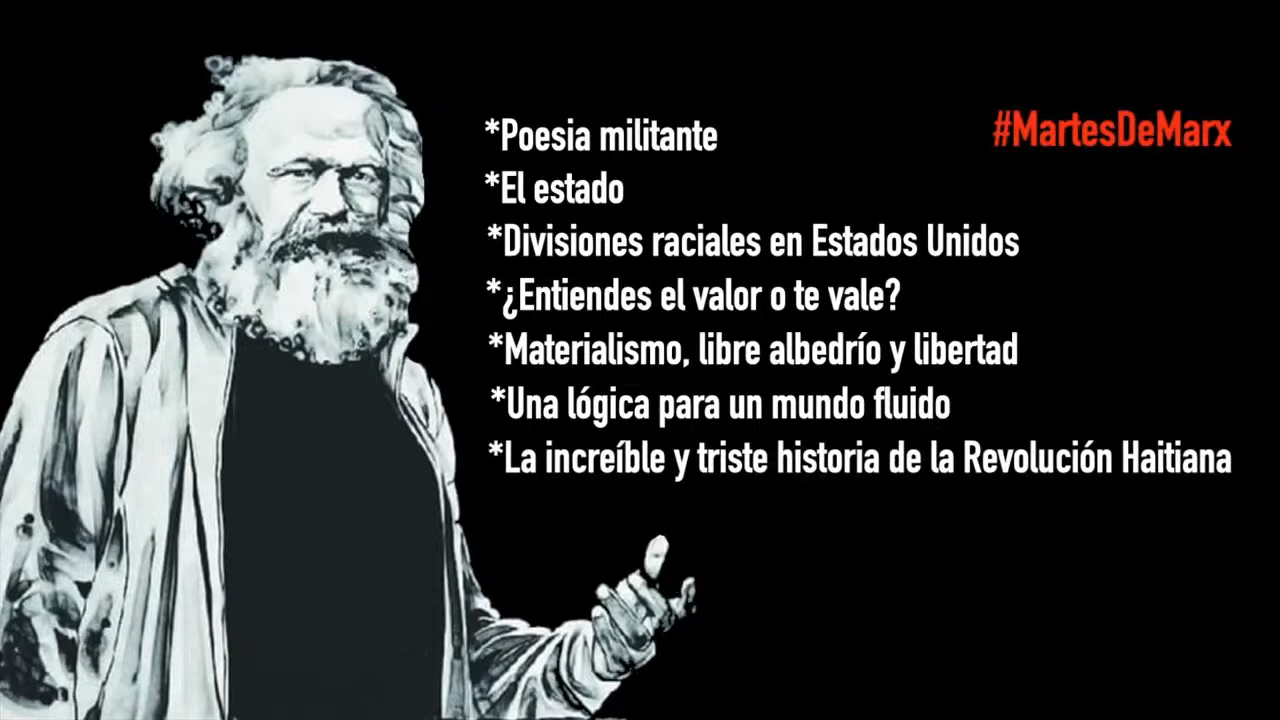 #MartesDeMarx
*Poesia militante
*El estado
*Divisiones raciales en Estados Unidos
*¿Entiendes el valor o te vale?
*Materialismo, libre albedrío y libertad
*Una lógica para un mundo fluido
*La increíble y triste historia de la Revolución Haitiana